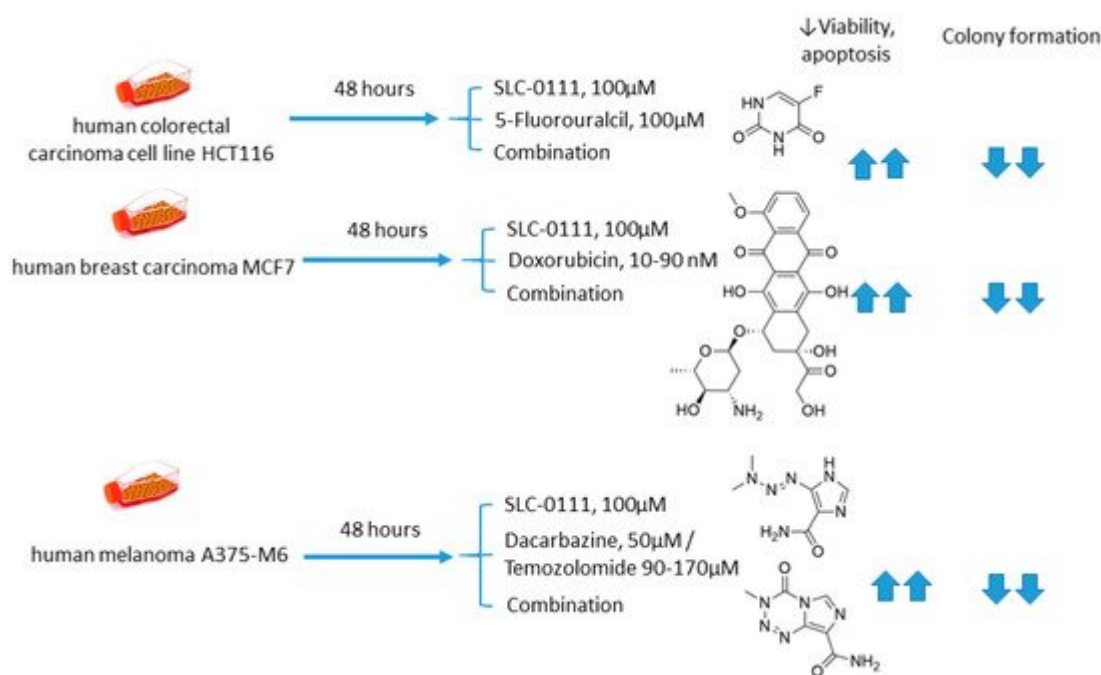 ↓Viability,
apoptosis
Colony formation
human colorectal
carcinoma cell line HCT116
48 hours
SLC-0111, 100µM
5-Fluorouralcil, 100µM
Combination
HN
F
O
N
H
O
human breast carcinoma MCF7
48 hours
SLC-0111, 100µM
Doxorubicin, 10-90 nM
Combination
O
O
O
HO
OH
O
O
OH
O
HO
NH2
OH
human melanoma A375-M6
48 hours
SLC-0111, 100µM
Dacarbazine, 50µM /
Temozolomide 90-170µM
Combination
H
N
N
N
N
N
H2N
O
O
N
N
N
N
N
O
NH2